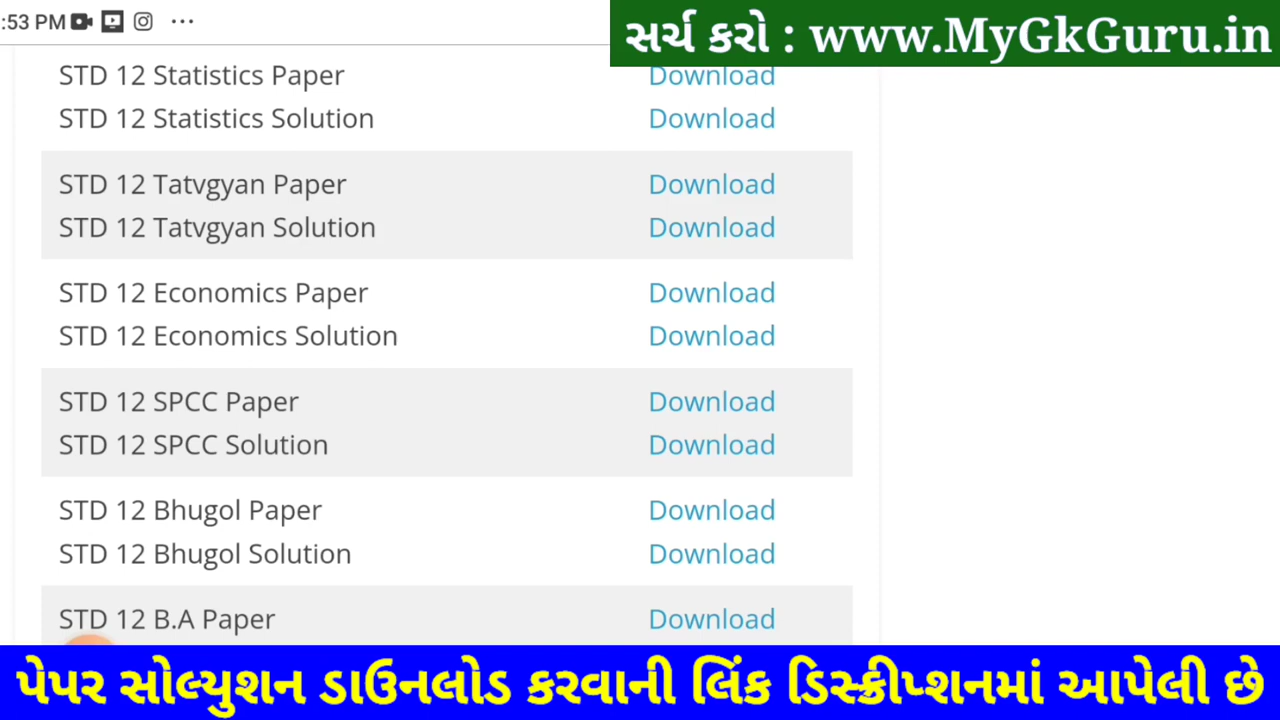 :53 PM
સર્ચ કરો : www.MyGkGuru.in
STD 12 Statistics Paper Download
STD 12 Statistics Solution Download
STD 12 Tatvgyan Paper Download
STD 12 Tatvgyan Solution Download
STD 12 Economics Paper Download
STD 12 Economics Solution Download
STD 12 SPCC Paper Download
STD 12 SPCC Solution Download
STD 12 Bhugol Paper Download
STD 12 Bhugol Solution Download
STD 12 B.A Paper Download
પેપર સોલ્યુશન ડાઉનલોડ કરવાની લિંક ડિસ્ક્રીપ્શનમાં આપેલી છે